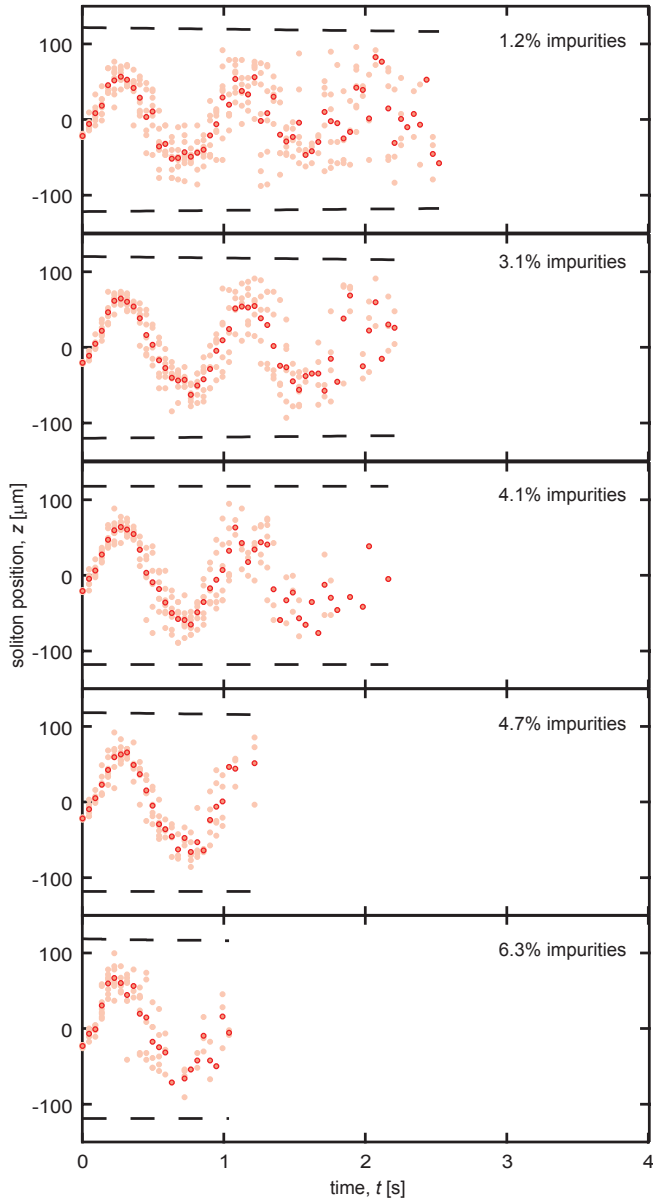 100
0
-100
1.2% impurities
100
0
-100
3.1% impurities
soliton position, z [μm]
100
0
-100
4.1% impurities
100
0
-100
4.7% impurities
100
0
-100
6.3% impurities
0 1 2 3 4
time, t [s]